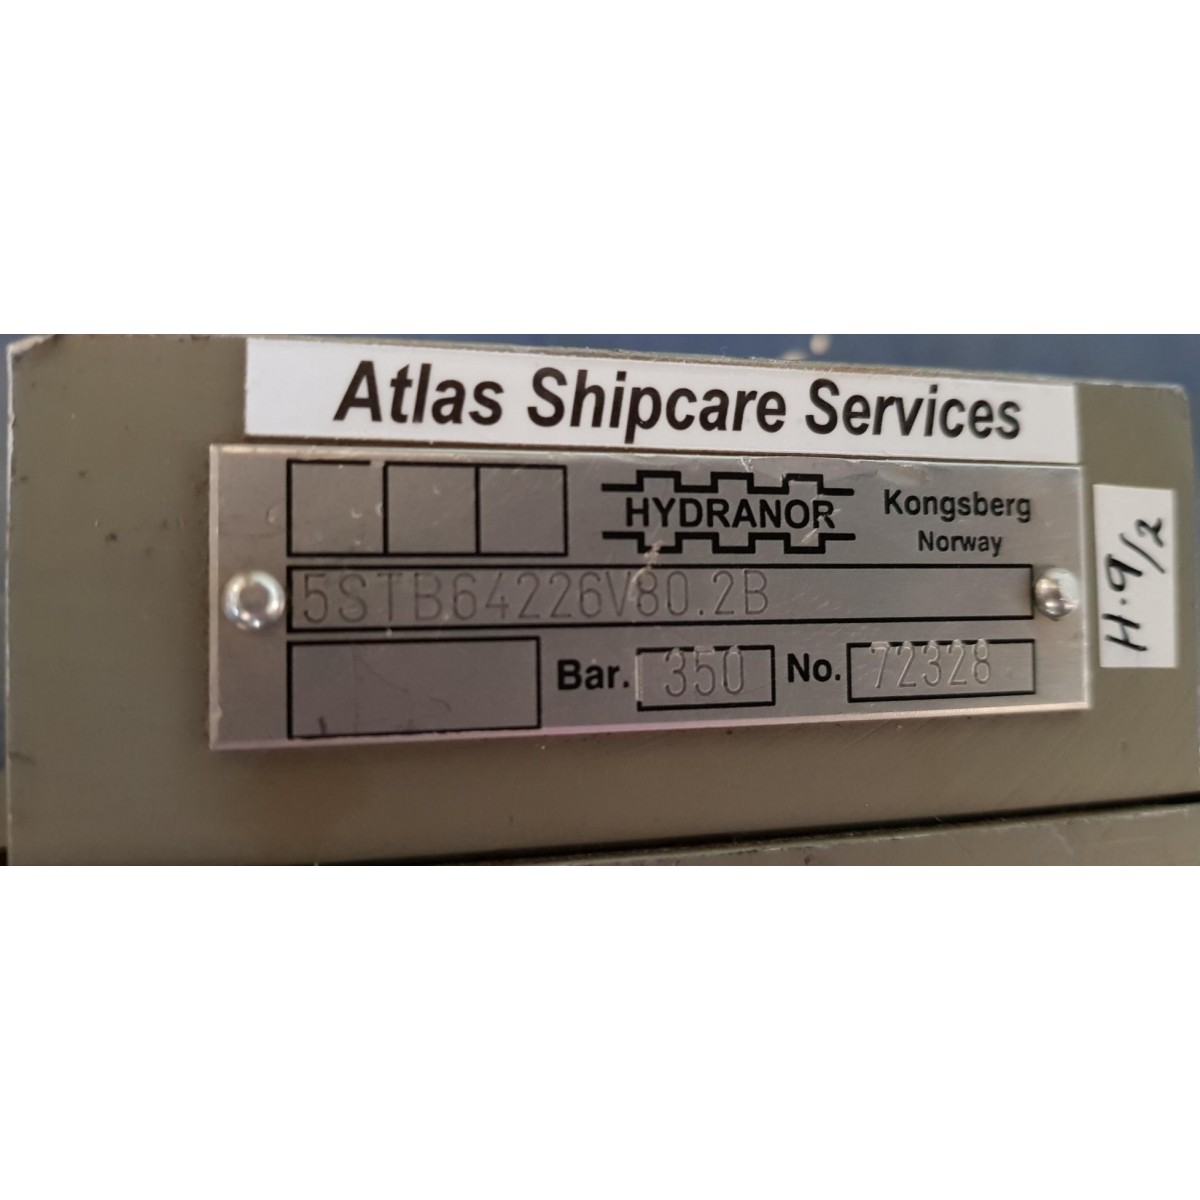 Atlas Shipcare Services
HYDRANOR
Kongsberg
Norway
5STB64226V80.2B
Bar. 350 No. 72328
H.9/2